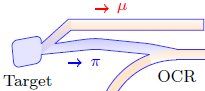 → μ
→ π
Target
OCR